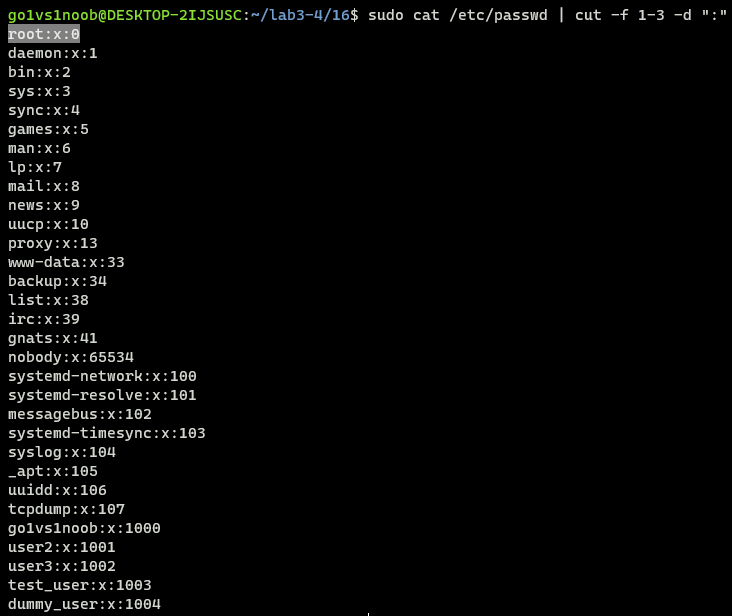 go1vs1noob@DESKTOP-2IJSUSC:~/lab3-4/16$ sudo cat /etc/passwd | cut -f 1-3 -d ":"
root:x:0
daemon:x:1
bin:x:2
sys:x:3
sync:x:4
games:x:5
man:x:6
lp:x:7
mail:x:8
news:x:9
uucp:x:10
proxy:x:13
www-data:x:33
backup:x:34
list:x:38
irc:x:39
gnats:x:41
nobody:x:65534
systemd-network:x:100
systemd-resolve:x:101
messagebus:x:102
systemd-timesync:x:103
syslog:x:104
_apt:x:105
uuidd:x:106
tcpdump:x:107
go1vs1noob:x:1000
user2:x:1001
user3:x:1002
test_user:x:1003
dummy_user:x:1004